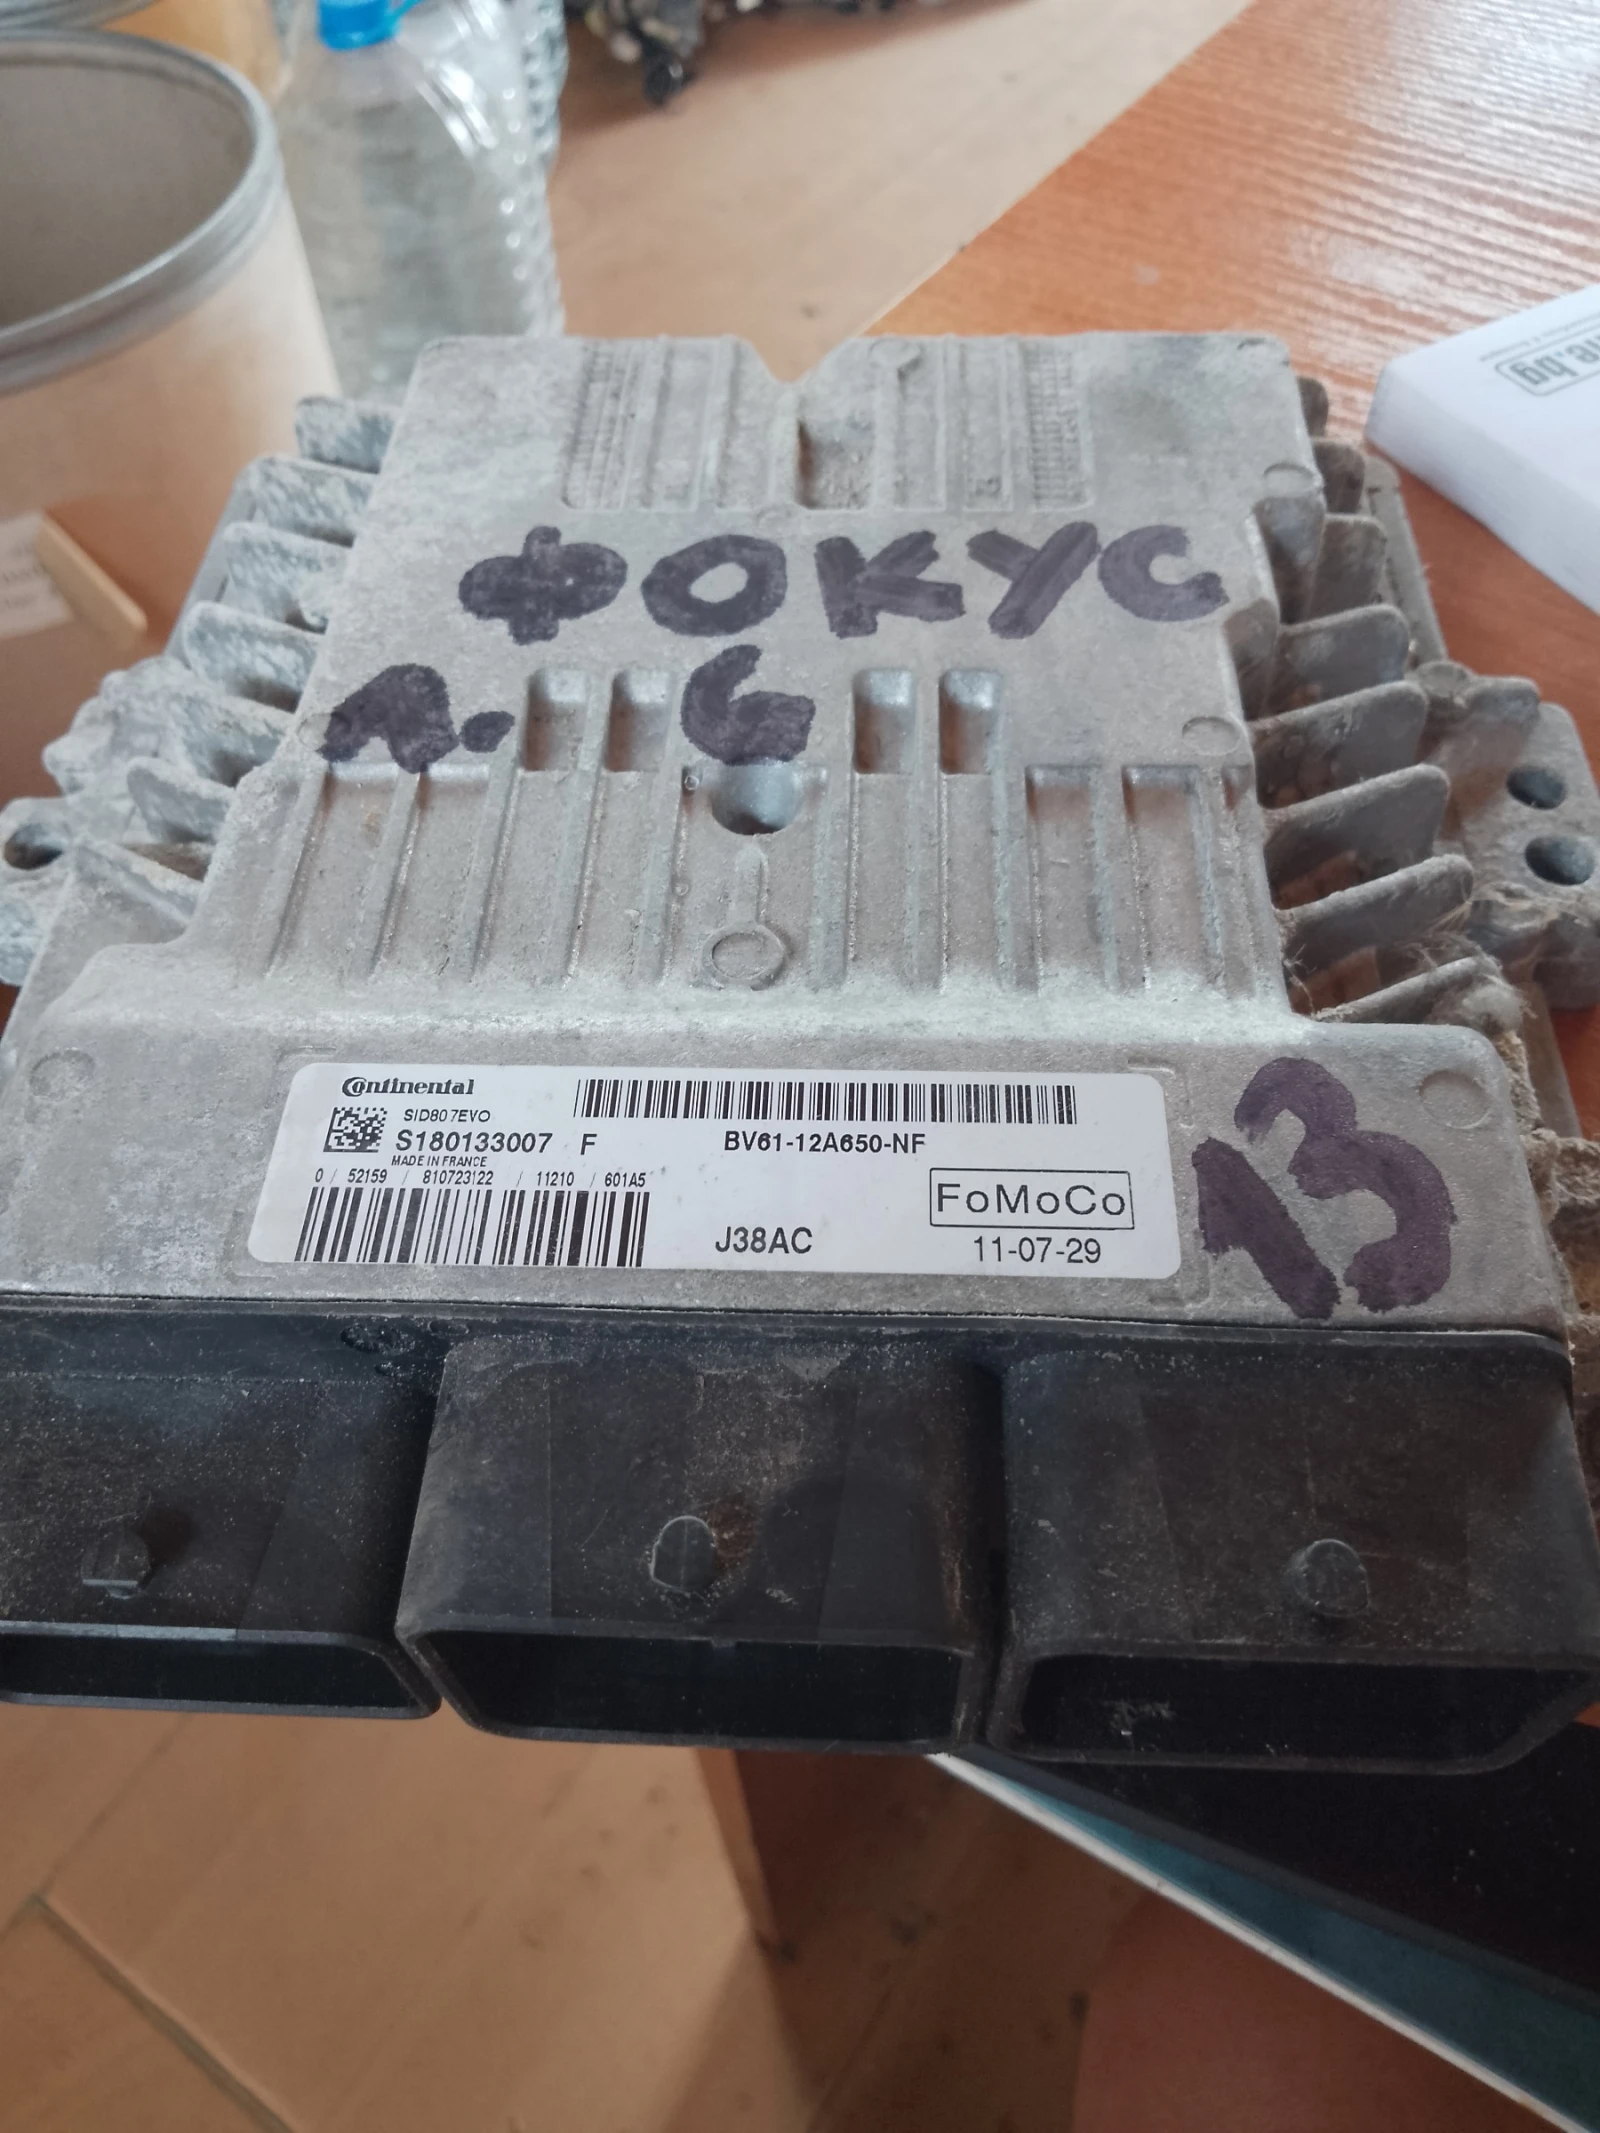 ФОКУС
1.6
13
Continental
SID807EVO
S180133007 F
BV61-12A650-NF
MADE IN FRANCE
0 / 52159 / 810723122 / 11210 / 601A5
FoMoCo
J38AC
11-07-29